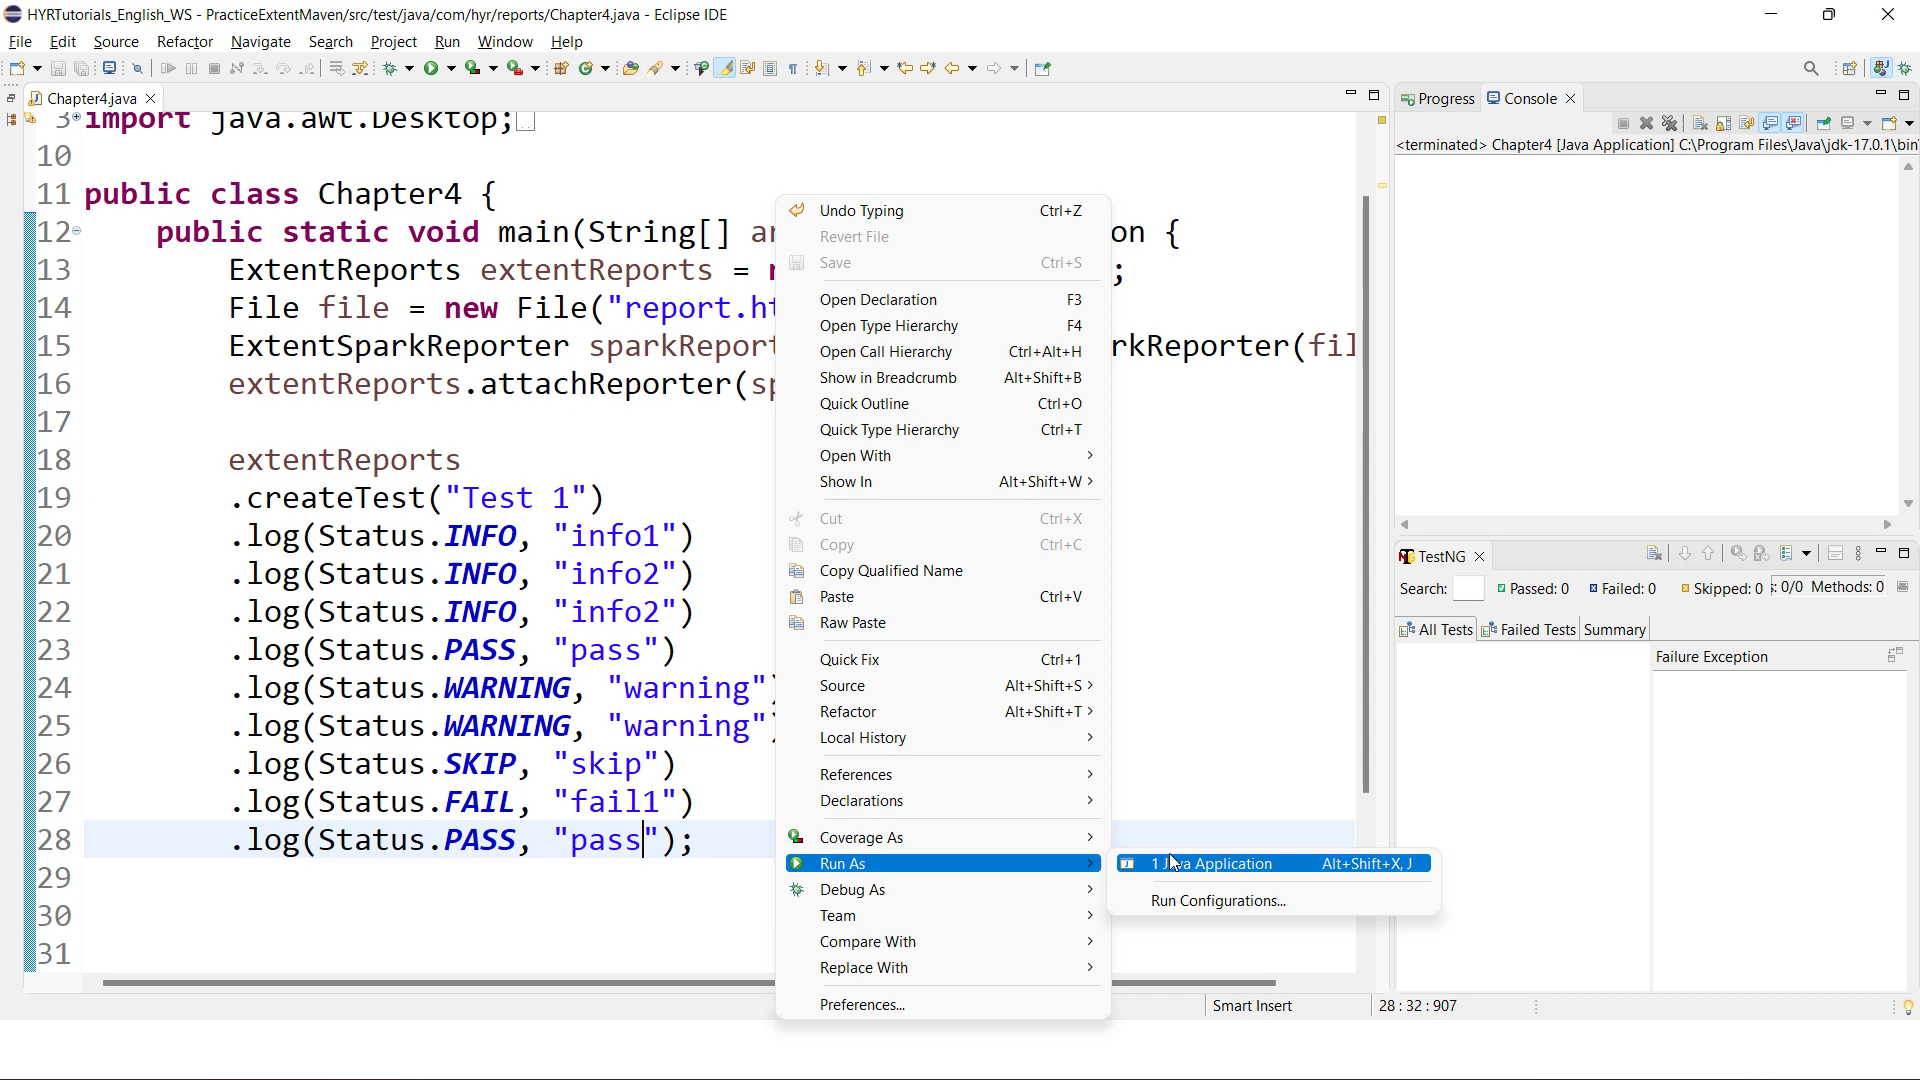 HYRTutorials_English_WS - PracticeExtentMaven/src/test/java/com/hyr/reports/Chapter4.java - Eclipse IDE
File Edit Source Refactor Navigate Search Project Run Window Help
Chapter4.java
3 import java.awt.Desktop;
10
11 public class Chapter4 {
12 public static void main(String[] on {
13 ExtentReports extentReports = ;
14 File file = new File("report.
15 ExtentSparkReporter rkReporter(
16 extentReports.attachReporter(
17
18 extentReports
19 .createTest("Test 1")
20 .log(Status.INFO, "info1")
21 .log(Status.INFO, "info2")
22 .log(Status.INFO, "info2")
23 .log(Status.PASS, "pass")
24 .log(Status.WARNING, "warning"
25 .log(Status.WARNING, "warning"
26 .log(Status.SKIP, "skip")
27 .log(Status.FAIL, "fail1")
28 .log(Status.PASS, "pass");
29
30
31
Undo Typing Ctrl+Z
Revert File
Save Ctrl+S
Open Declaration F3
Open Type Hierarchy F4
Open Call Hierarchy Ctrl+Alt+H
Show in Breadcrumb Alt+Shift+B
Quick Outline Ctrl+O
Quick Type Hierarchy Ctrl+T
Open With >
Show In Alt+Shift+W >
Cut Ctrl+X
Copy Ctrl+C
Copy Qualified Name
Paste Ctrl+V
Raw Paste
Quick Fix Ctrl+1
Source Alt+Shift+S >
Refactor Alt+Shift+T >
Local History >
References >
Declarations >
Coverage As >
Run As >
Debug As >
Team >
Compare With >
Replace With >
Preferences...
1 Java Application Alt+Shift+X, J
Run Configurations...
Progress Console
<terminated> Chapter4 [Java Application] C:\Program Files\Java\jdk-17.0.1\bin
TestNG
Search: Passed: 0 Failed: 0 Skipped: 0 : 0/0 Methods: 0
All Tests Failed Tests Summary
Failure Exception
Smart Insert 28 : 32 : 907